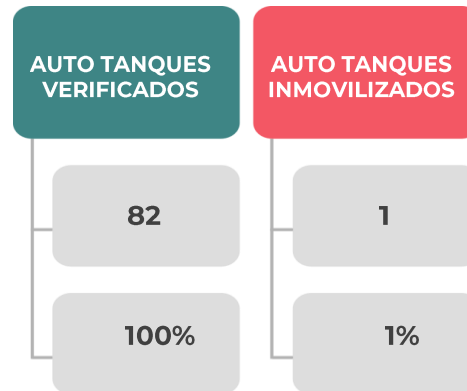 AUTO TANQUES
VERIFICADOS
82
100%
AUTO TANQUES
INMOVILIZADOS
1
1%